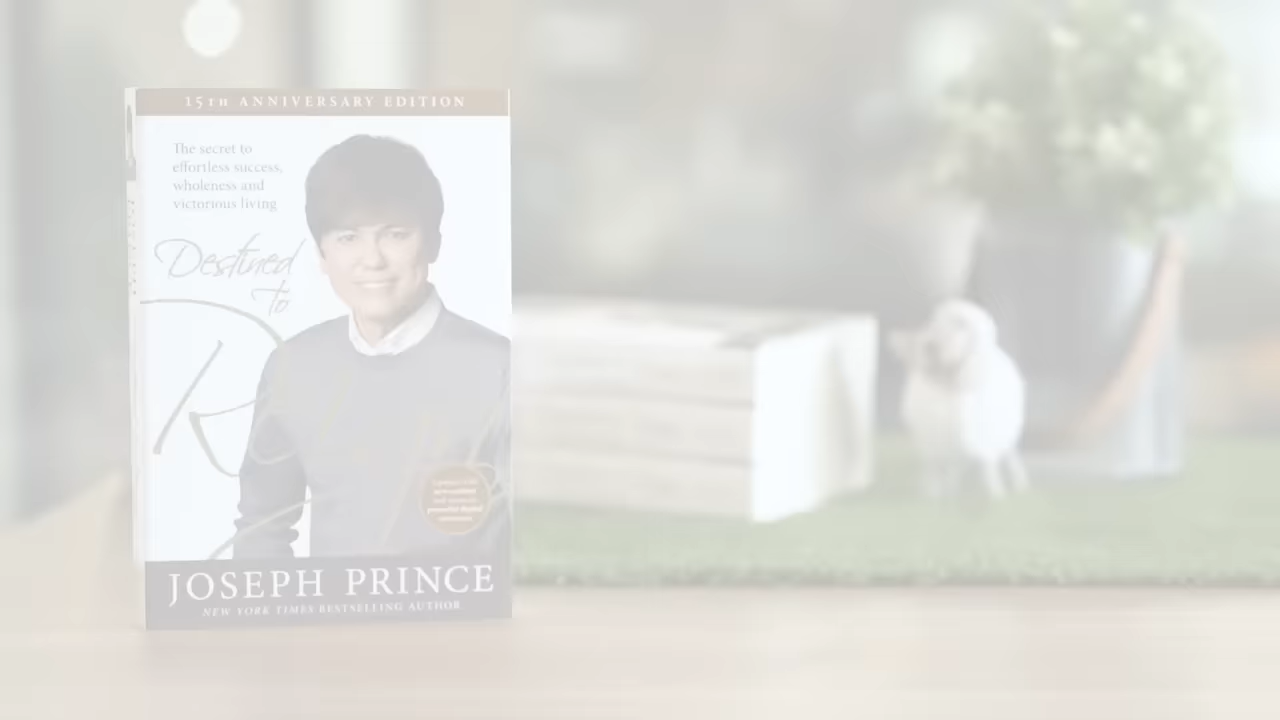 15TH ANNIVERSARY EDITION
The secret to
effortless success,
wholeness and
victorious living
Destined
to
JOSEPH PRINCE
NEW YORK TIMES BESTSELLING AUTHOR